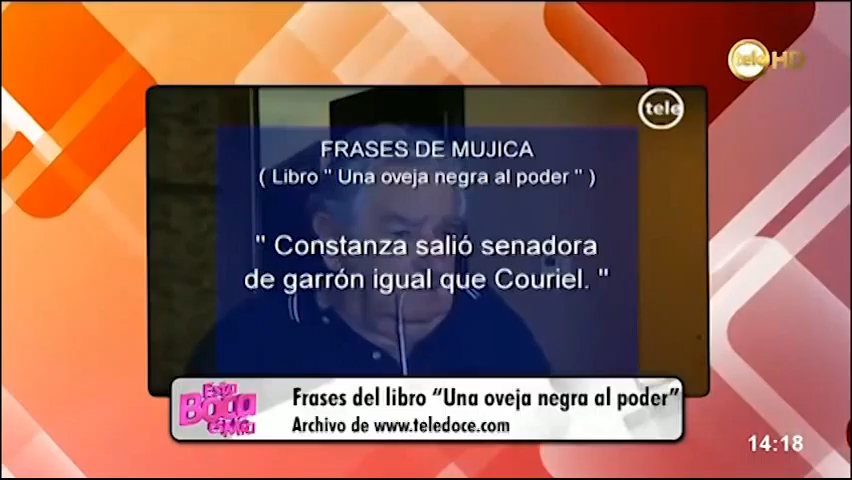 tele HD
tele
FRASES DE MUJICA
( Libro " Una oveja negra al poder " )
" Constanza salió senadora
de garrón igual que Couriel. "
Esta
Boca
es Mía
Frases del libro “Una oveja negra al poder”
Archivo de www.teledoce.com
14:18